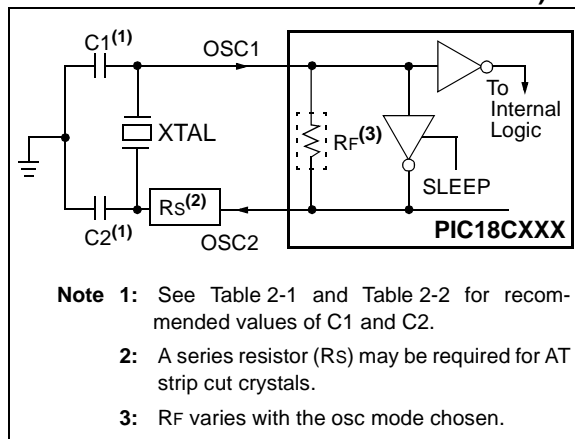 C1(1)
OSC1
To
Internal
Logic
XTAL
RF(3)
SLEEP
RS(2)
C2(1)
OSC2
PIC18CXXX
Note 1: See Table 2-1 and Table 2-2 for recom-
mended values of C1 and C2.
2: A series resistor (RS) may be required for AT
strip cut crystals.
3: RF varies with the osc mode chosen.